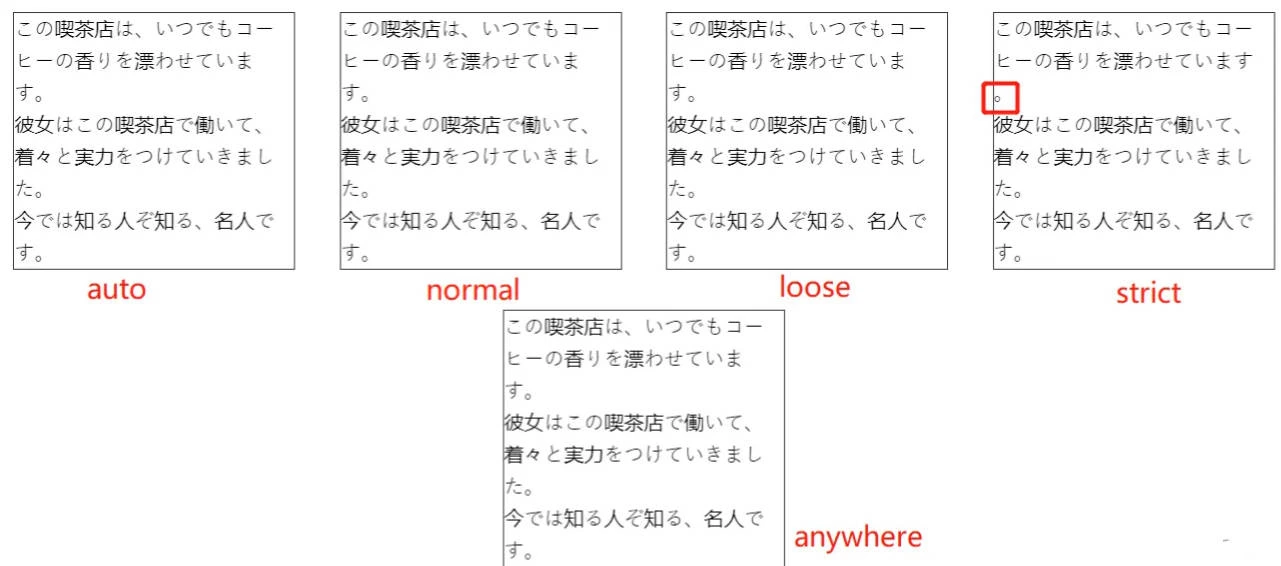 この喫茶店は、いつでもコー
ヒーの香りを漂わせていま
す。
彼女はこの喫茶店で働いて、
着々と実力をつけていきまし
た。
今では知る人ぞ知る、名人で
す。
auto
この喫茶店は、いつでもコー
ヒーの香りを漂わせていま
す。
彼女はこの喫茶店で働いて、
着々と実力をつけていきまし
た。
今では知る人ぞ知る、名人で
す。
normal
この喫茶店は、いつでもコー
ヒーの香りを漂わせていま
す。
彼女はこの喫茶店で働いて、
着々と実力をつけていきまし
た。
今では知る人ぞ知る、名人で
す。
loose
この喫茶店は、いつでもコー
ヒーの香りを漂わせています
。
彼女はこの喫茶店で働いて、
着々と実力をつけていきまし
た。
今では知る人ぞ知る、名人で
す。
strict
この喫茶店は、いつでもコー
ヒーの香りを漂わせていま
す。
彼女はこの喫茶店で働いて、
着々と実力をつけていきまし
た。
今では知る人ぞ知る、名人で
す。
anywhere